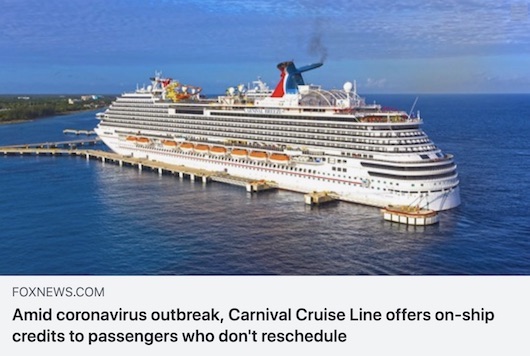 FOXNEWS.COM
Amid coronavirus outbreak, Carnival Cruise Line offers on-ship
credits to passengers who don't reschedule